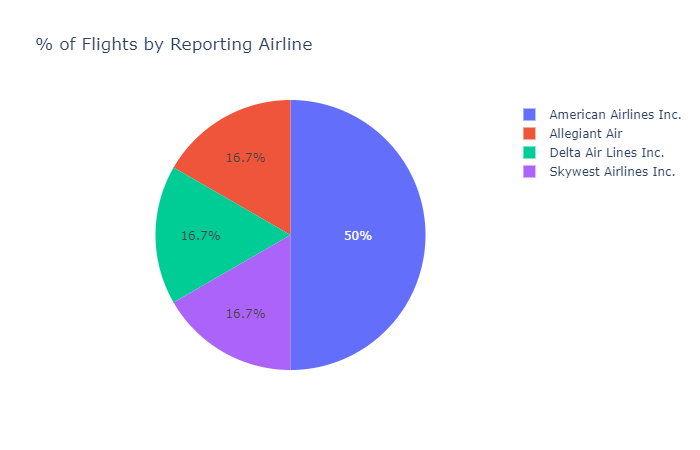 % of Flights by Reporting Airline
American Airlines Inc.
Allegiant Air
Delta Air Lines Inc.
Skywest Airlines Inc.
16.7%
16.7%
50%
16.7%